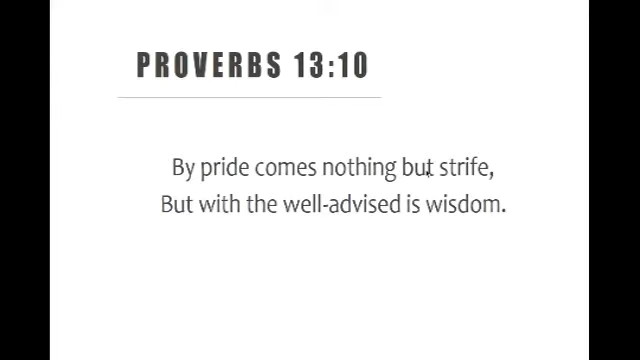 PROVERBS 13:10
By pride comes nothing but strife,
But with the well-advised is wisdom.